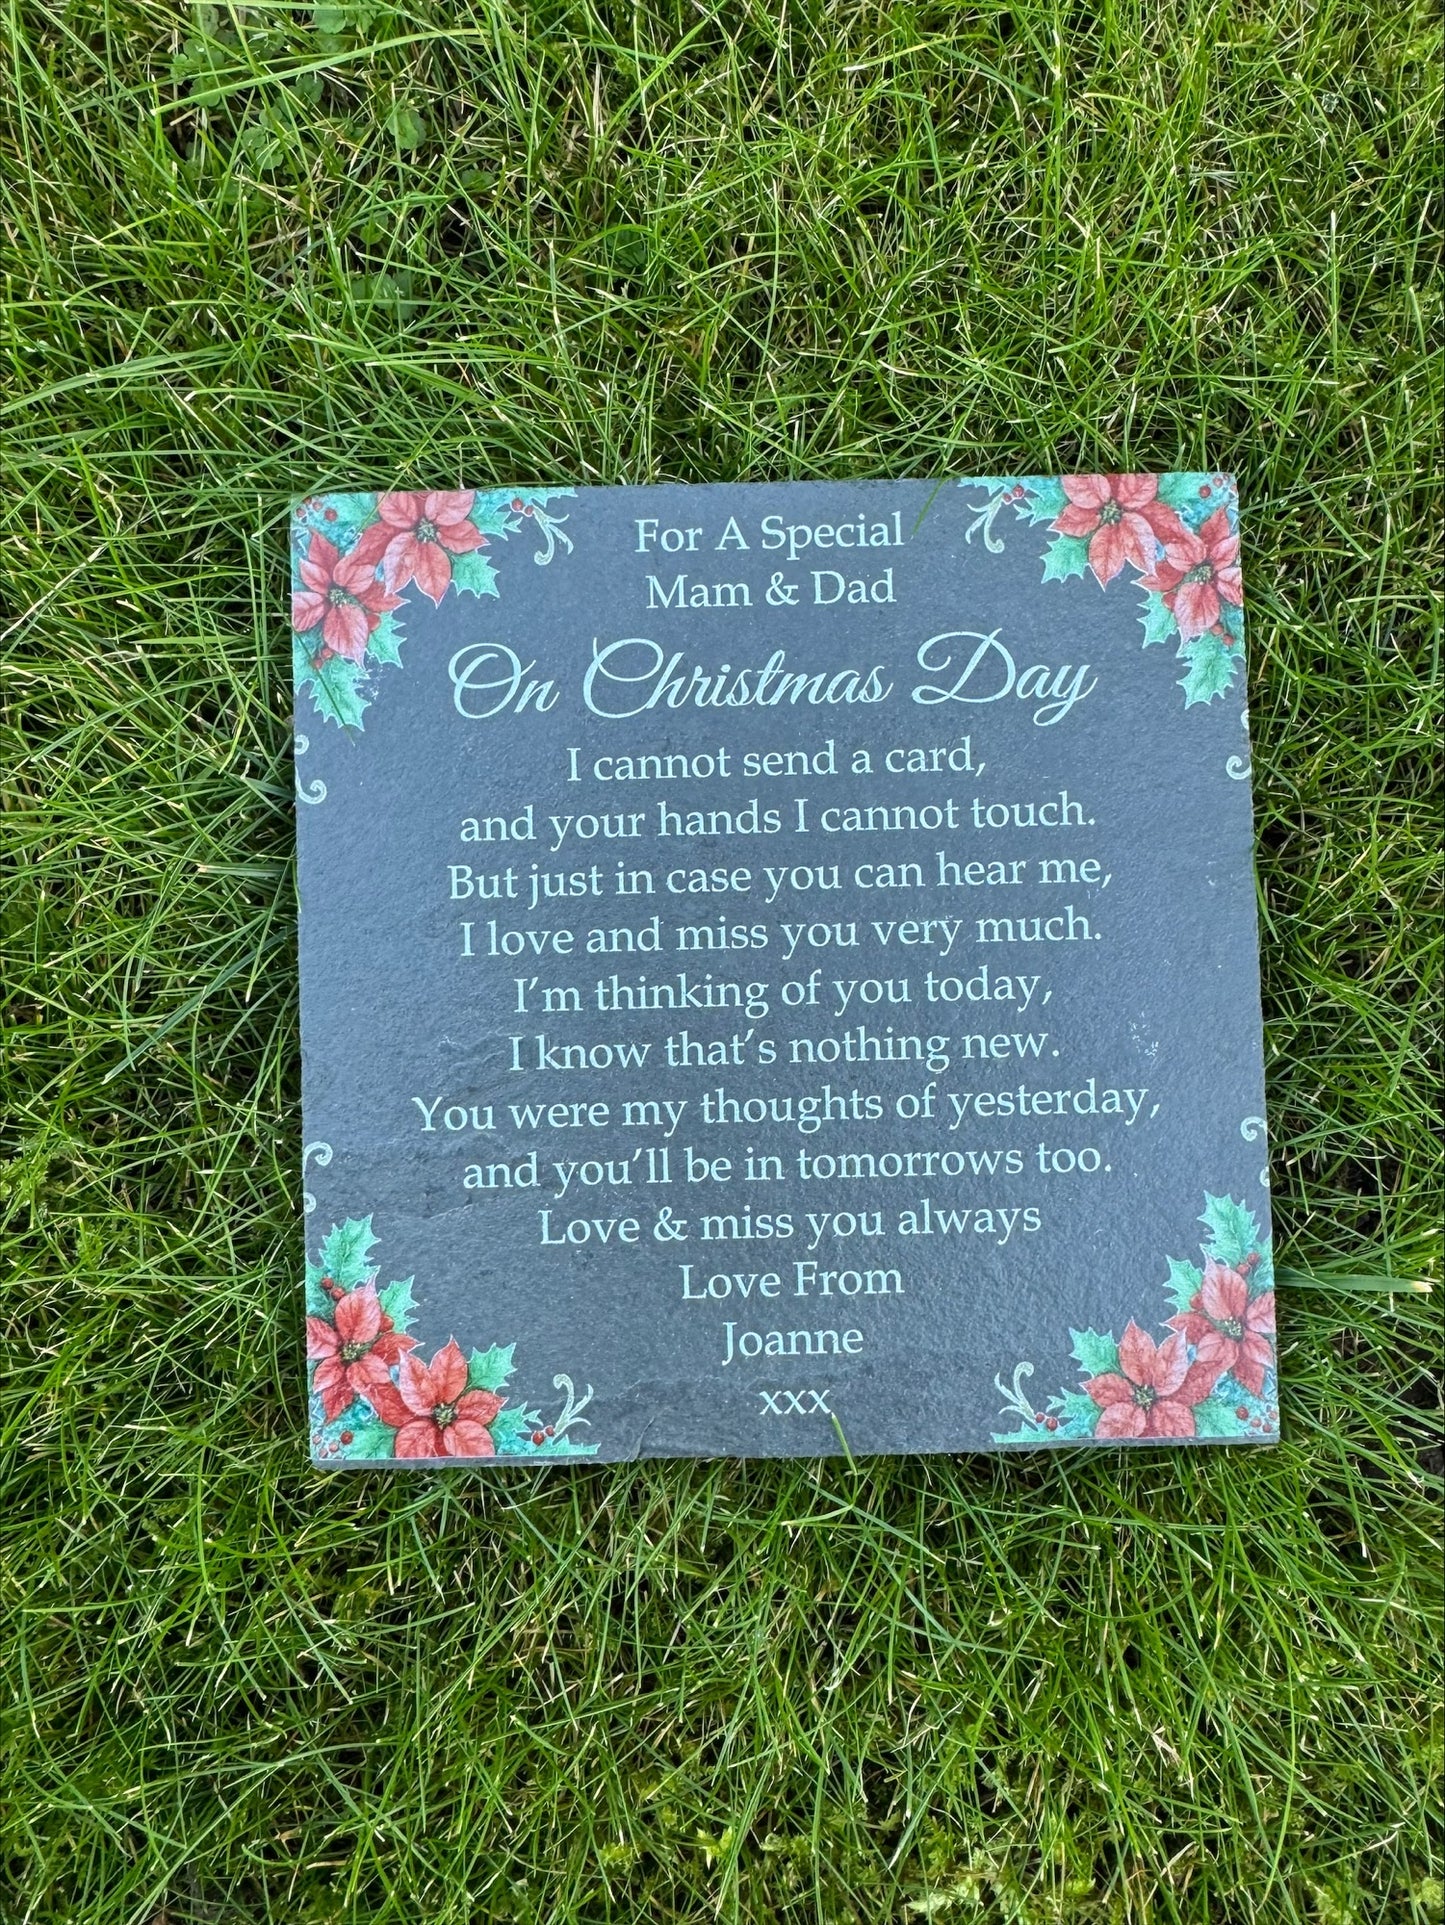 For A Special
Mam & Dad
On Christmas Day
I cannot send a card,
and your hands I cannot touch.
But just in case you can hear me,
I love and miss you very much.
I’m thinking of you today,
I know that’s nothing new.
You were my thoughts of yesterday,
and you’ll be in tomorrows too.
Love & miss you always
Love From
Joanne
xxx